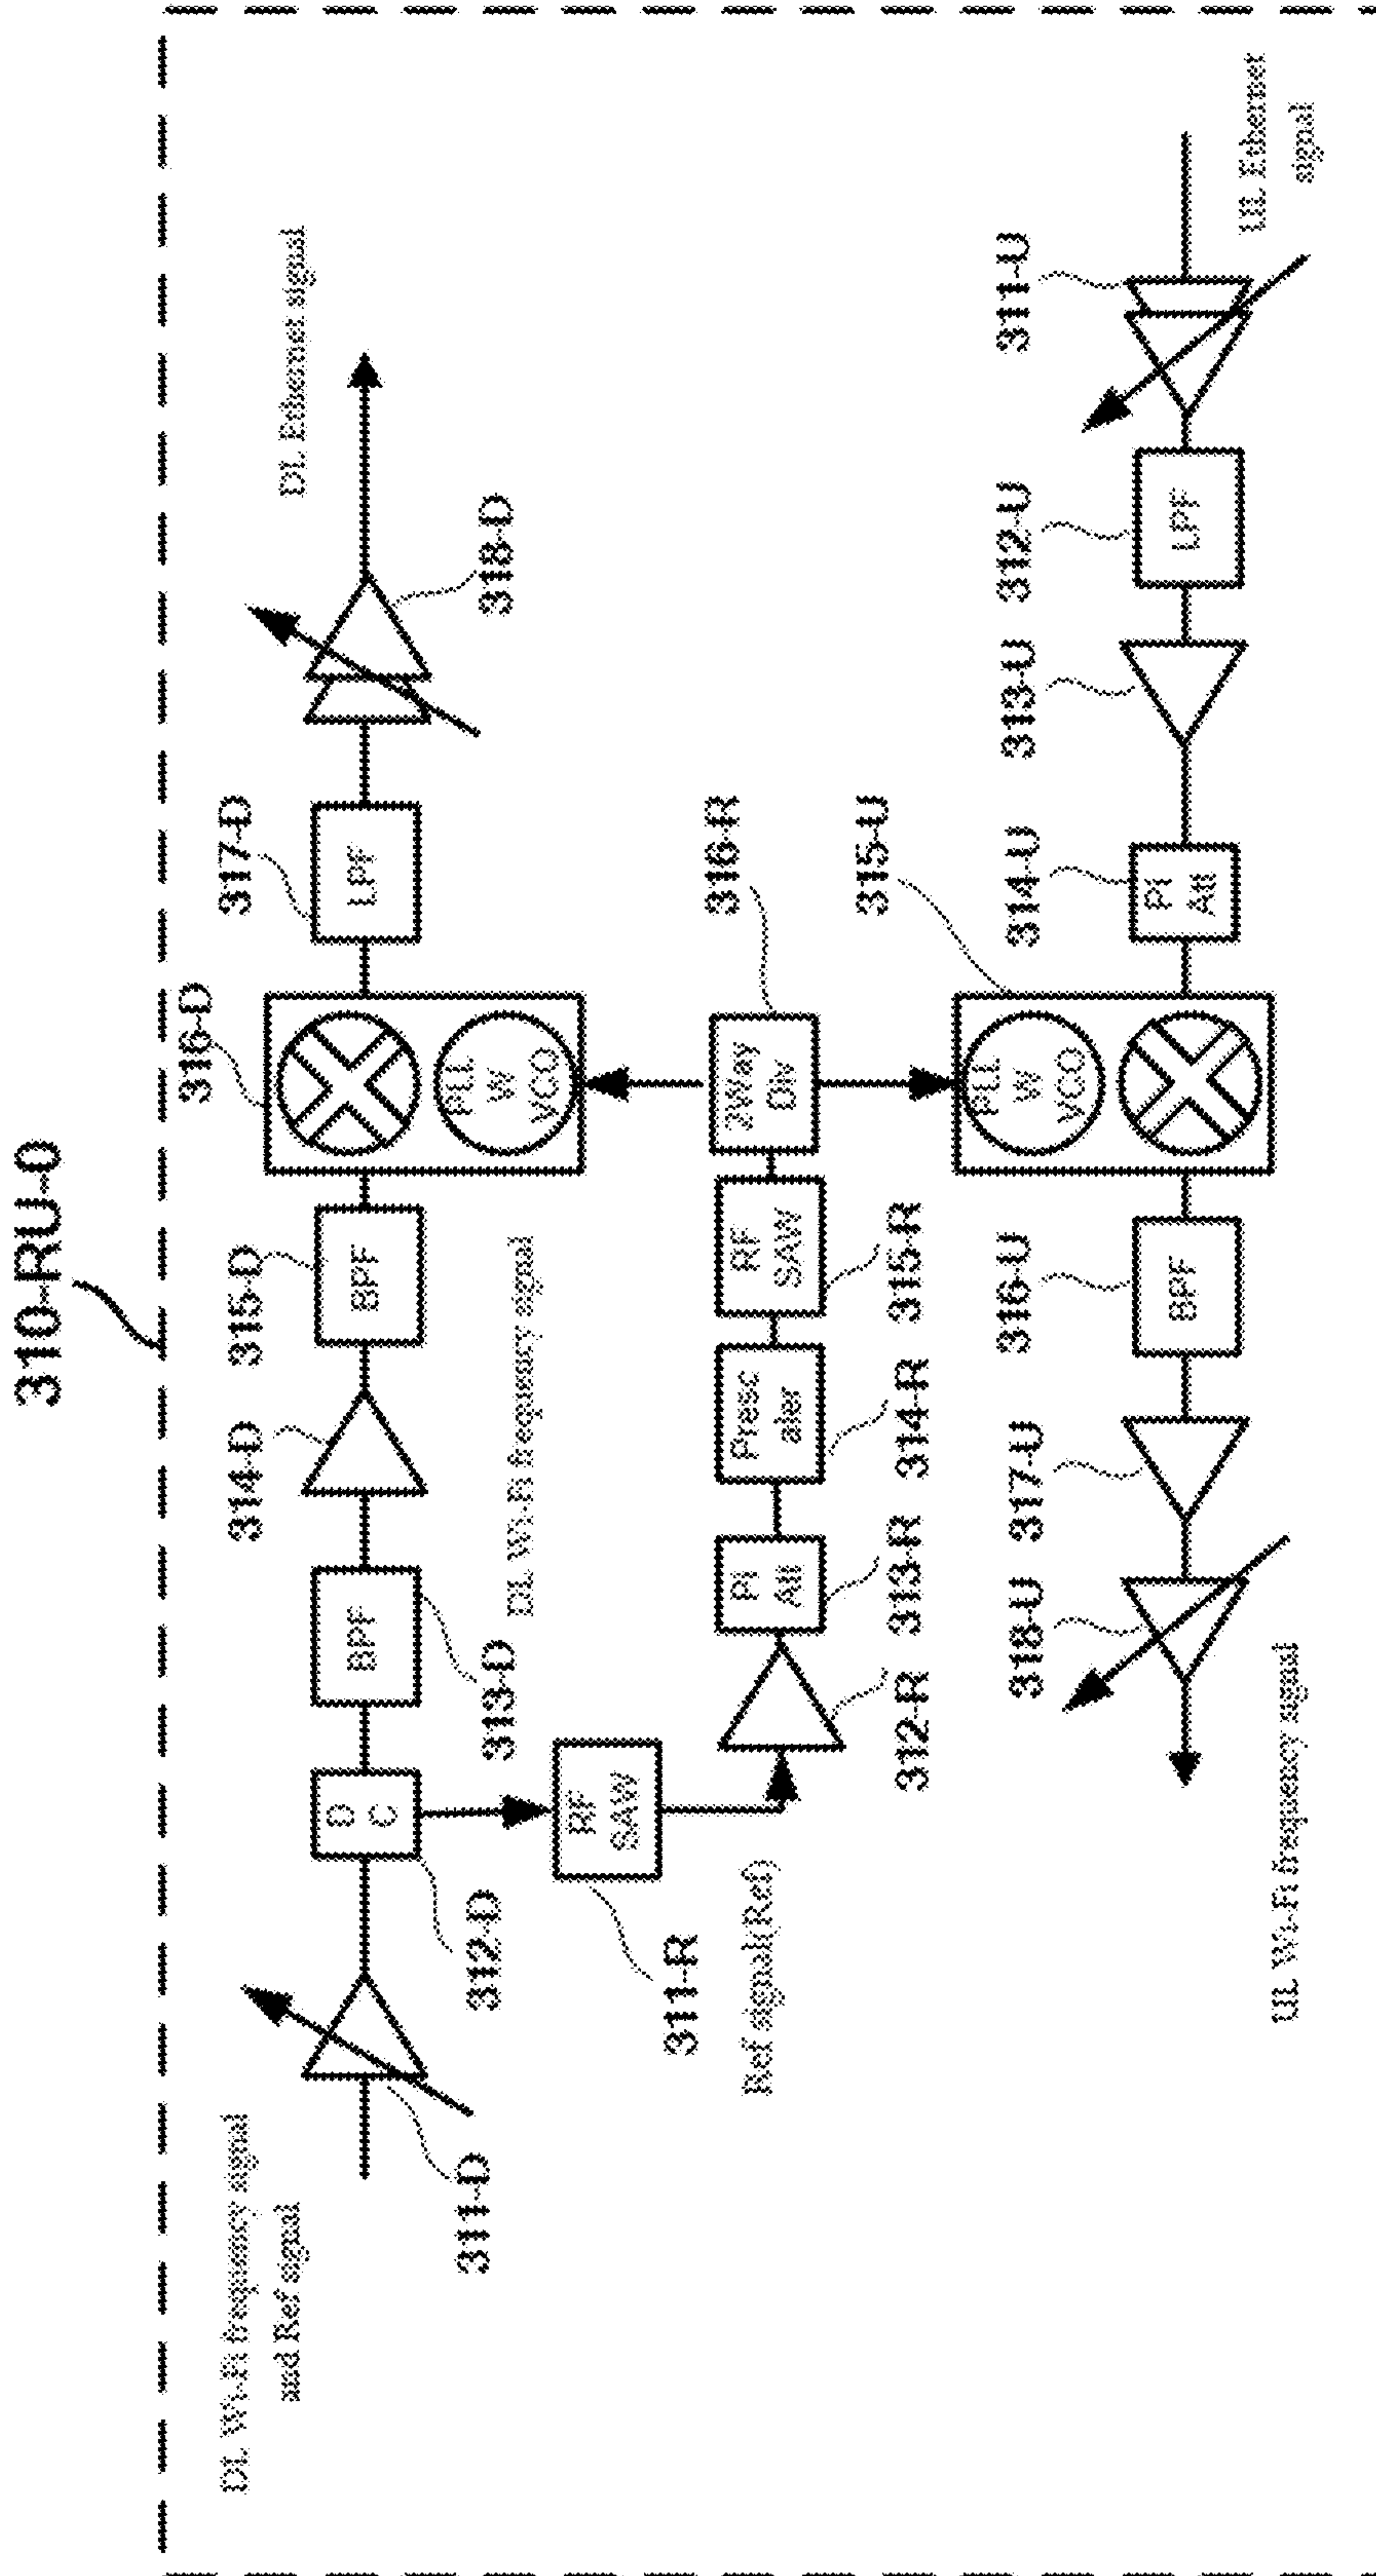 310-RU-0
DL Wi-Fi frequency signal
and Ref signal
311-D
D
C
312-D
BPF
313-D
314-D
BPF
315-D
DL Wi-Fi frequency signal
PLL
W
VCO
316-D
LPF
317-D
318-D
DL Ethernet signal
RF
SAW
311-R
Ref signal(Ref)
312-R
Pi
Att
313-R
Presc
aler
314-R
RF
SAW
315-R
2Way
Div
316-R
UL Ethernet
signal
311-U
LPF
312-U
313-U
Pi
Att
314-U
PLL
W
VCO
315-U
BPF
316-U
317-U
318-U
UL Wi-Fi frequency signal